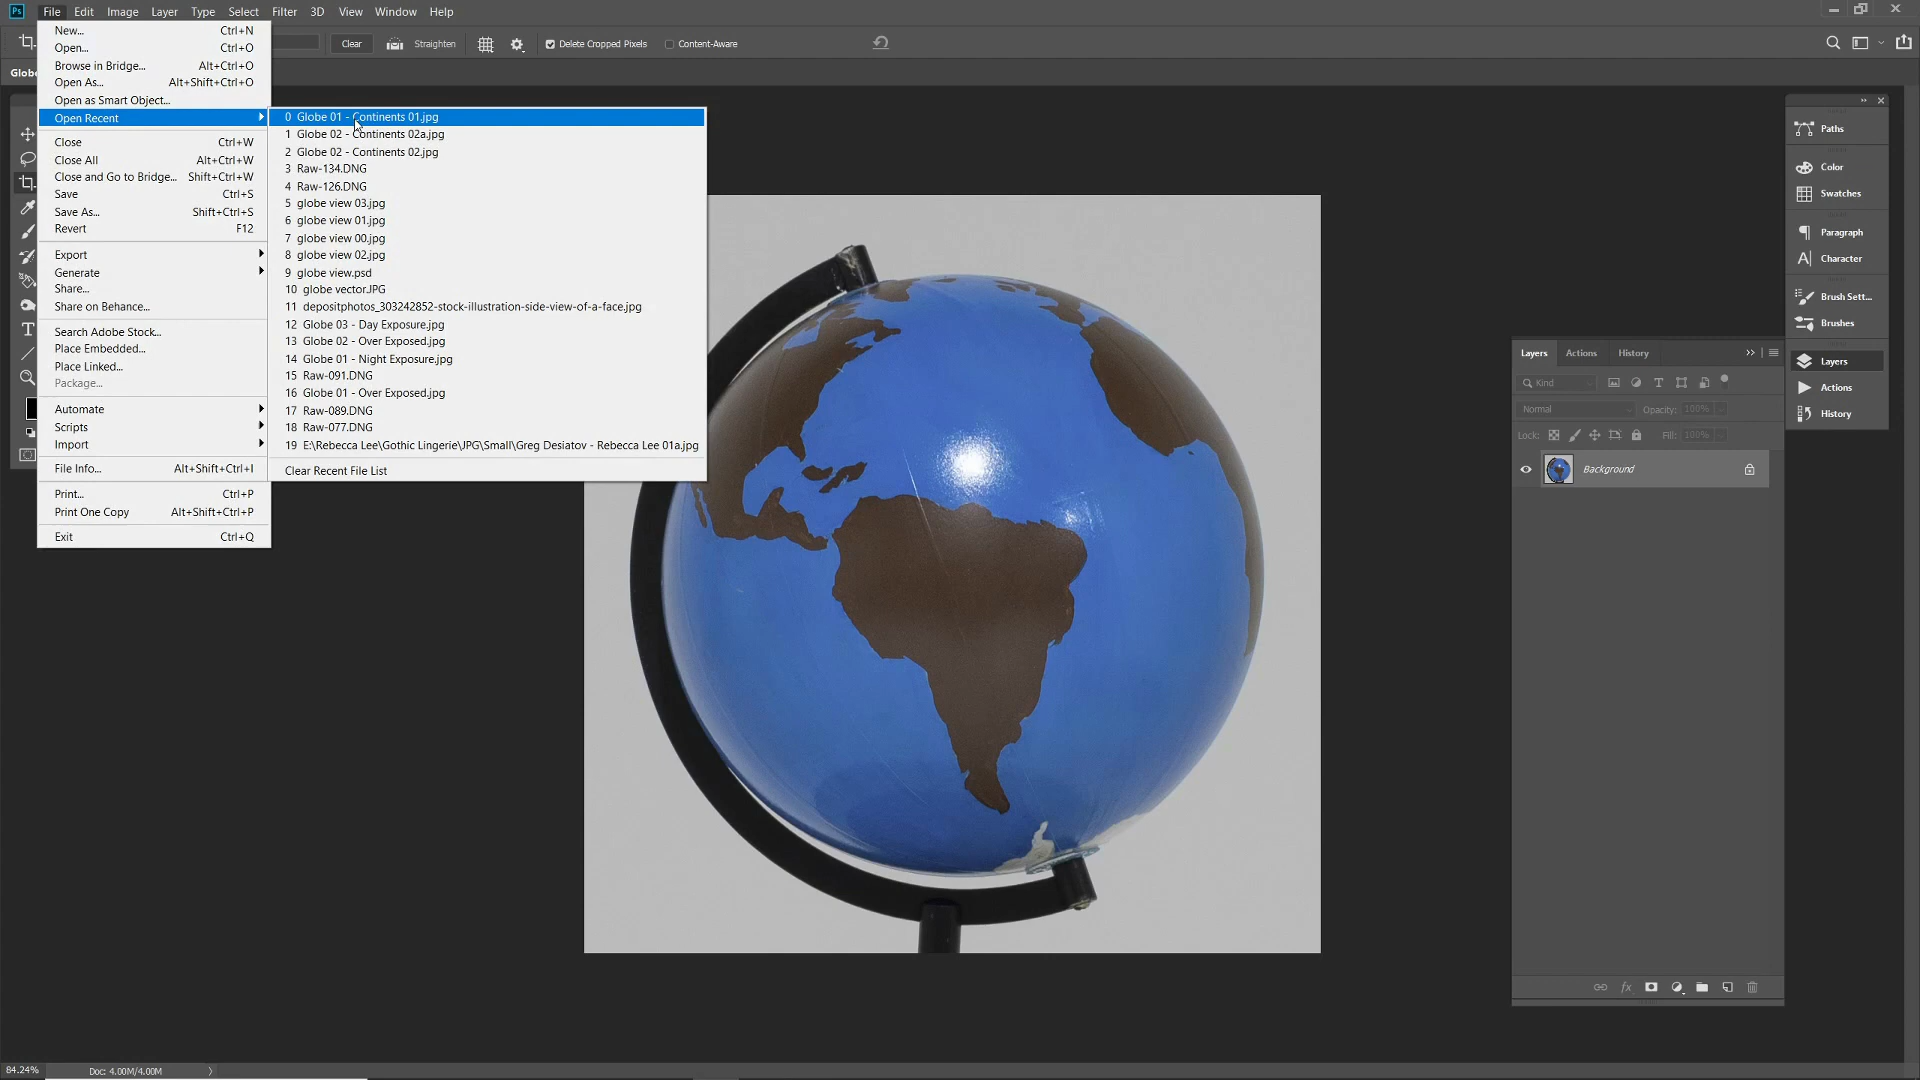 Ps File Edit Image Layer Type Select Filter 3D View Window Help
Clear Straighten Delete Cropped Pixels Content-Aware
Globe
New... Ctrl+N
Open... Ctrl+O
Browse in Bridge... Alt+Ctrl+O
Open As... Alt+Shift+Ctrl+O
Open as Smart Object...
Open Recent
Close Ctrl+W
Close All Alt+Ctrl+W
Close and Go to Bridge... Shift+Ctrl+W
Save Ctrl+S
Save As... Shift+Ctrl+S
Revert F12
Export
Generate
Share...
Share on Behance...
Search Adobe Stock...
Place Embedded...
Place Linked...
Package...
Automate
Scripts
Import
File Info... Alt+Shift+Ctrl+I
Print... Ctrl+P
Print One Copy Alt+Shift+Ctrl+P
Exit Ctrl+Q
0 Globe 01 - Continents 01.jpg
1 Globe 02 - Continents 02a.jpg
2 Globe 02 - Continents 02.jpg
3 Raw-134.DNG
4 Raw-126.DNG
5 globe view 03.jpg
6 globe view 01.jpg
7 globe view 00.jpg
8 globe view 02.jpg
9 globe view.psd
10 globe vector.JPG
11 depositphotos_303242852-stock-illustration-side-view-of-a-face.jpg
12 Globe 03 - Day Exposure.jpg
13 Globe 02 - Over Exposed.jpg
14 Globe 01 - Night Exposure.jpg
15 Raw-091.DNG
16 Globe 01 - Over Exposed.jpg
17 Raw-089.DNG
18 Raw-077.DNG
19 E:\Rebecca Lee\Gothic Lingerie\JPG\Small\Greg Desiatov - Rebecca Lee 01a.jpg
Clear Recent File List
Paths
Color
Swatches
Paragraph
Character
Brush Sett...
Brushes
Layers
Actions
History
Layers Actions History
Kind
Normal Opacity: 100%
Lock: Fill: 100%
Background
fx
84.24% Doc: 4.00M/4.00M